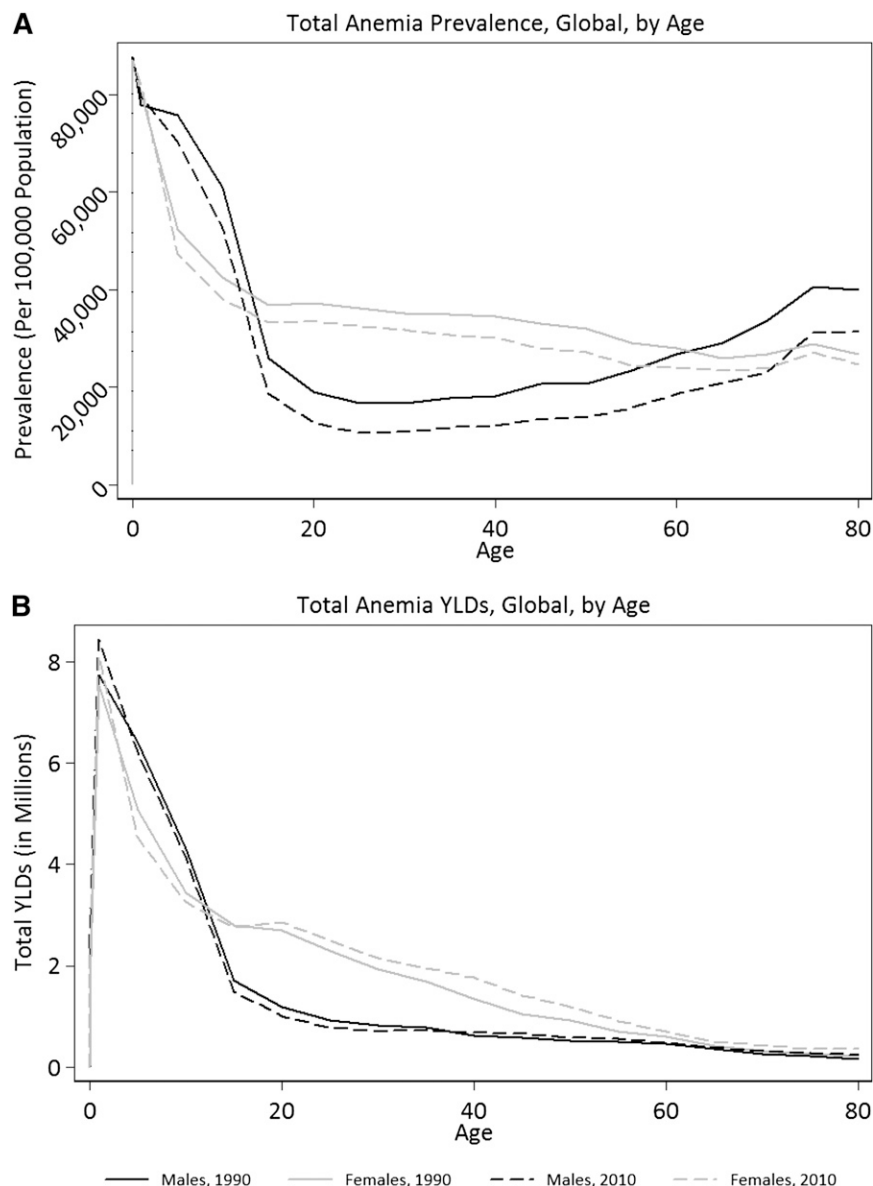 A
Total Anemia Prevalence, Global, by Age
Prevalence (Per 100,000 Population)
80,000
60,000
40,000
20,000
0
0 20 40 60 80
Age
B
Total Anemia YLDs, Global, by Age
Total YLDs (in Millions)
8
6
4
2
0
0 20 40 60 80
Age
Males, 1990 Females, 1990 Males, 2010 Females, 2010